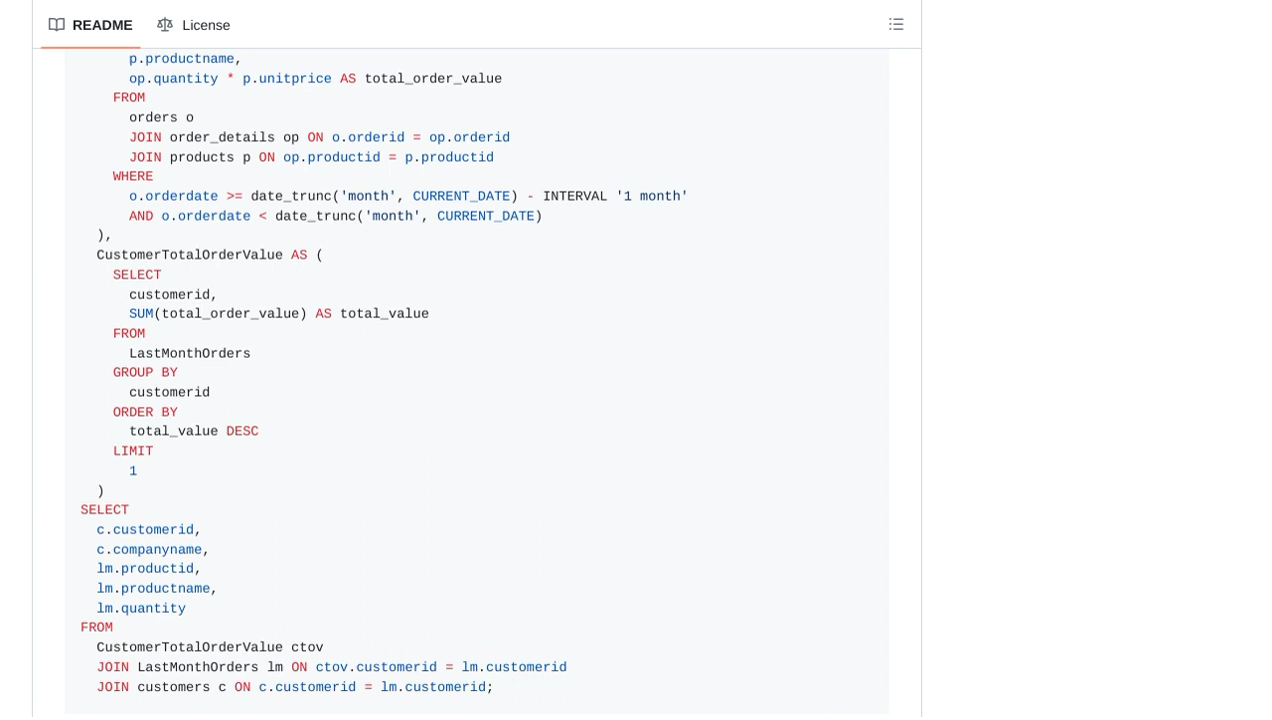 README License
      p.productname,
      op.quantity * p.unitprice AS total_order_value
    FROM
      orders o
      JOIN order_details op ON o.orderid = op.orderid
      JOIN products p ON op.productid = p.productid
    WHERE
      o.orderdate >= date_trunc('month', CURRENT_DATE) - INTERVAL '1 month'
      AND o.orderdate < date_trunc('month', CURRENT_DATE)
  ),
  CustomerTotalOrderValue AS (
    SELECT
      customerid,
      SUM(total_order_value) AS total_value
    FROM
      LastMonthOrders
    GROUP BY
      customerid
    ORDER BY
      total_value DESC
    LIMIT
      1
  )
SELECT
  c.customerid,
  c.companyname,
  lm.productid,
  lm.productname,
  lm.quantity
FROM
  CustomerTotalOrderValue ctov
  JOIN LastMonthOrders lm ON ctov.customerid = lm.customerid
  JOIN customers c ON c.customerid = lm.customerid;